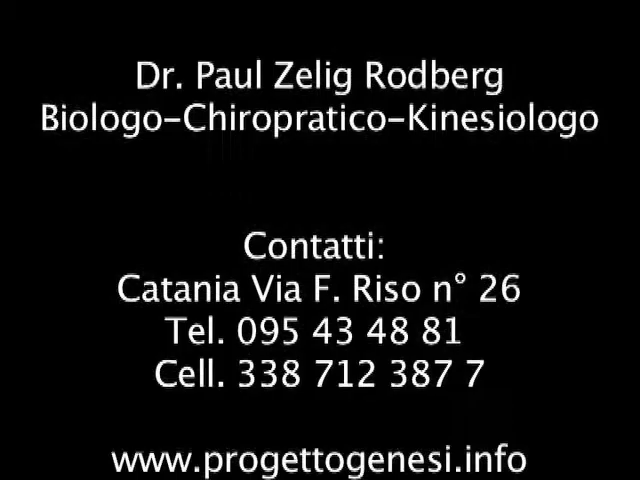 Dr. Paul Zelig Rodberg
Biologo-Chiropratico-Kinesiologo
Contatti:
Catania Via F. Riso n° 26
Tel. 095 43 48 81
Cell. 338 712 387 7
www.progettogenesi.info